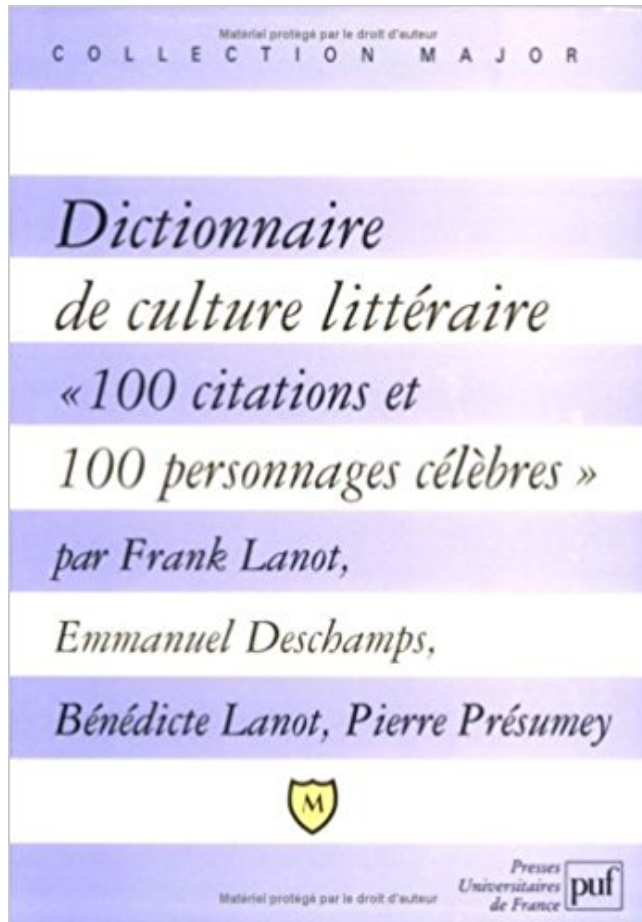 Matériel protégé par le droit d'auteur
COLLECTION MAJOR
Dictionnaire
de culture littéraire
« 100 citations et
100 personnages célèbres »
par Frank Lanot,
Emmanuel Deschamps,
Bénédicte Lanot, Pierre Présumey
M
Presses
Universitaires
de France
puf
Matériel protégé par le droit d'auteur